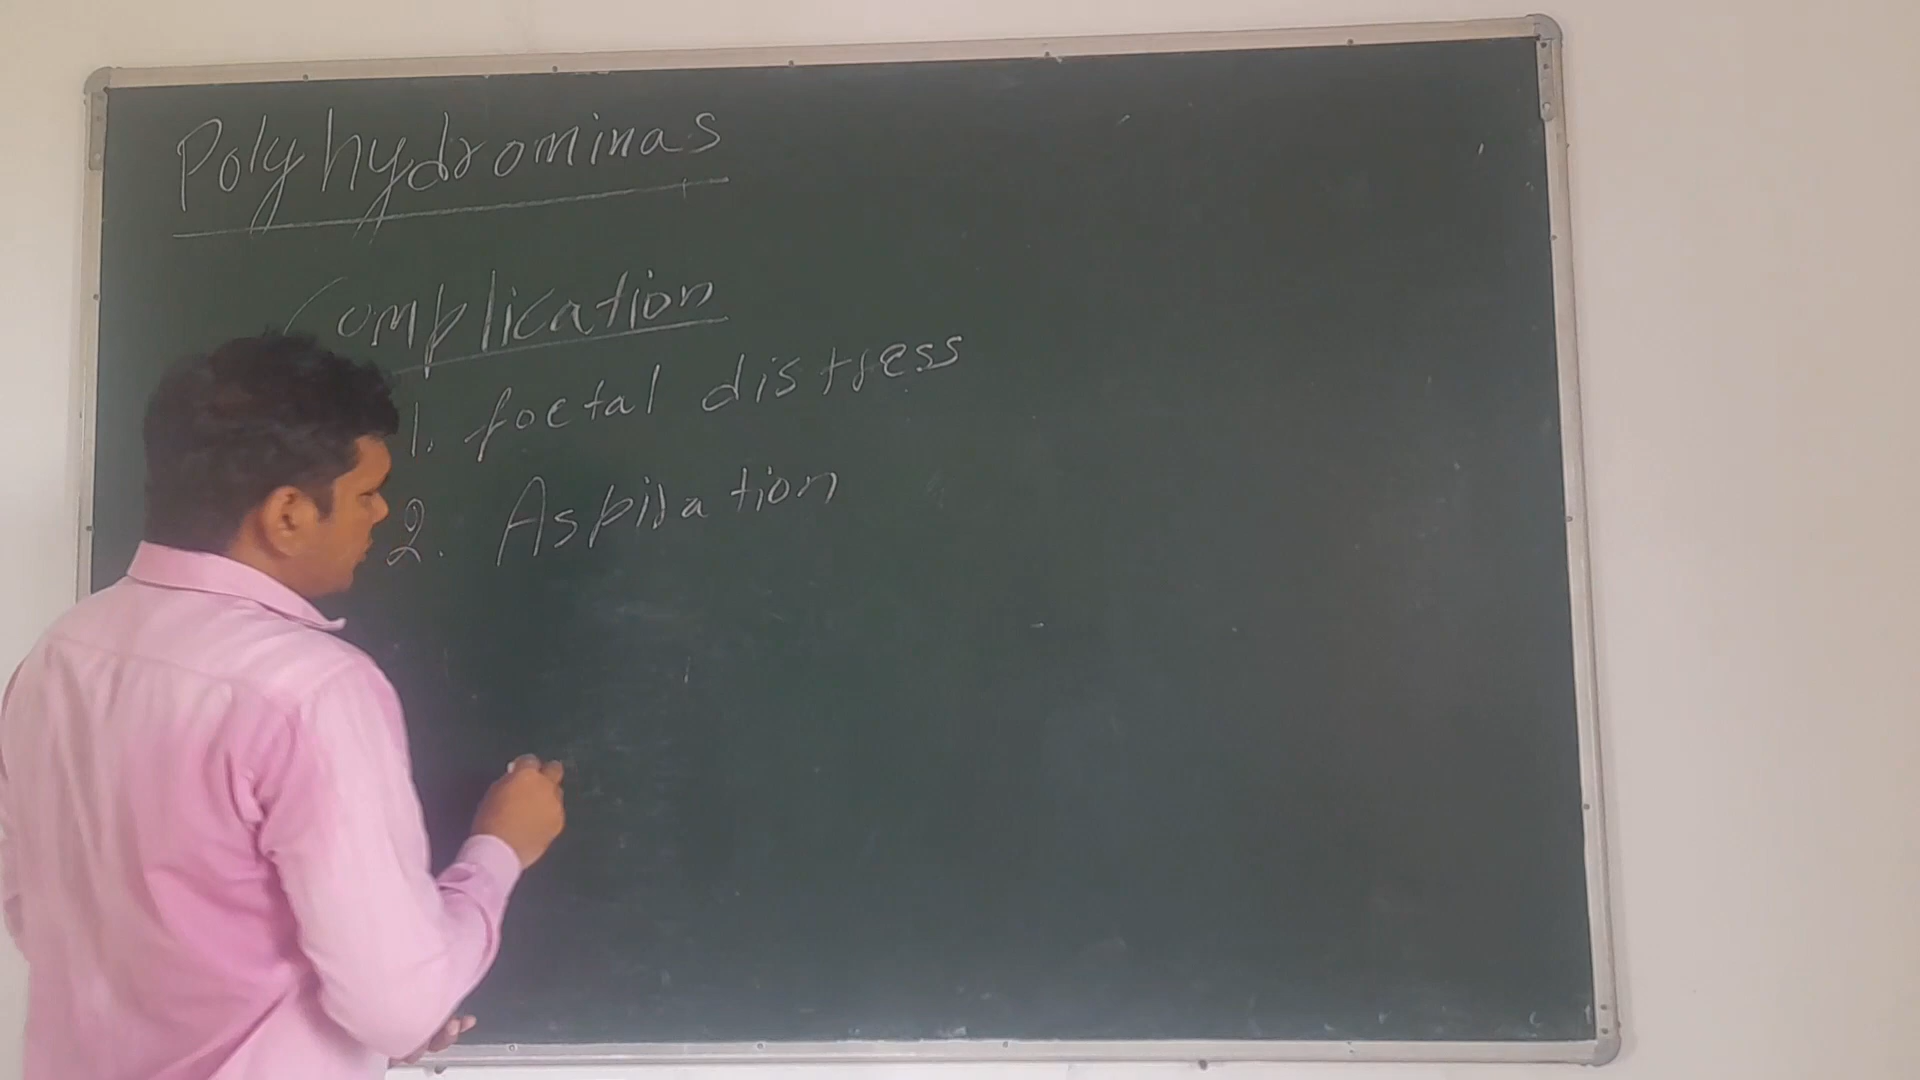 Polyhydrominas
Complication
1. foetal distress
2. Aspiration